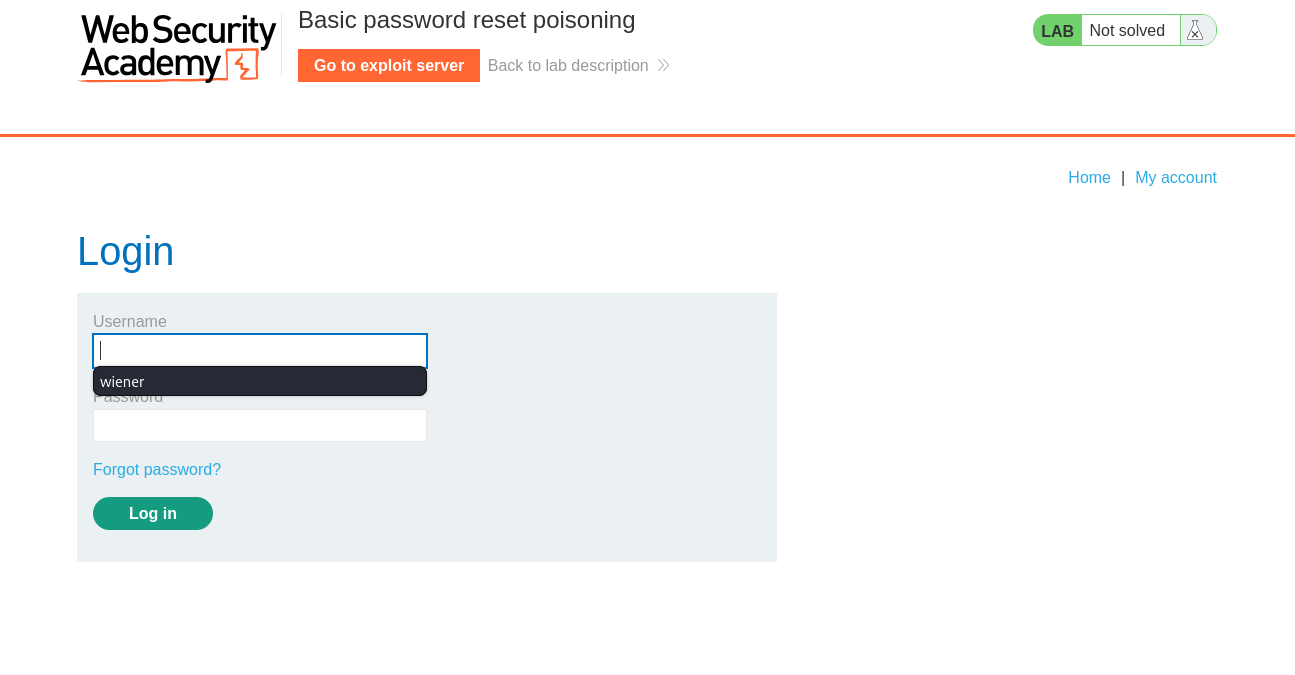 Web Security
Academy
Basic password reset poisoning
Go to exploit server
Back to lab description
LAB
Not solved
Home | My account
Login
Username
wiener
Password
Forgot password?
Log in